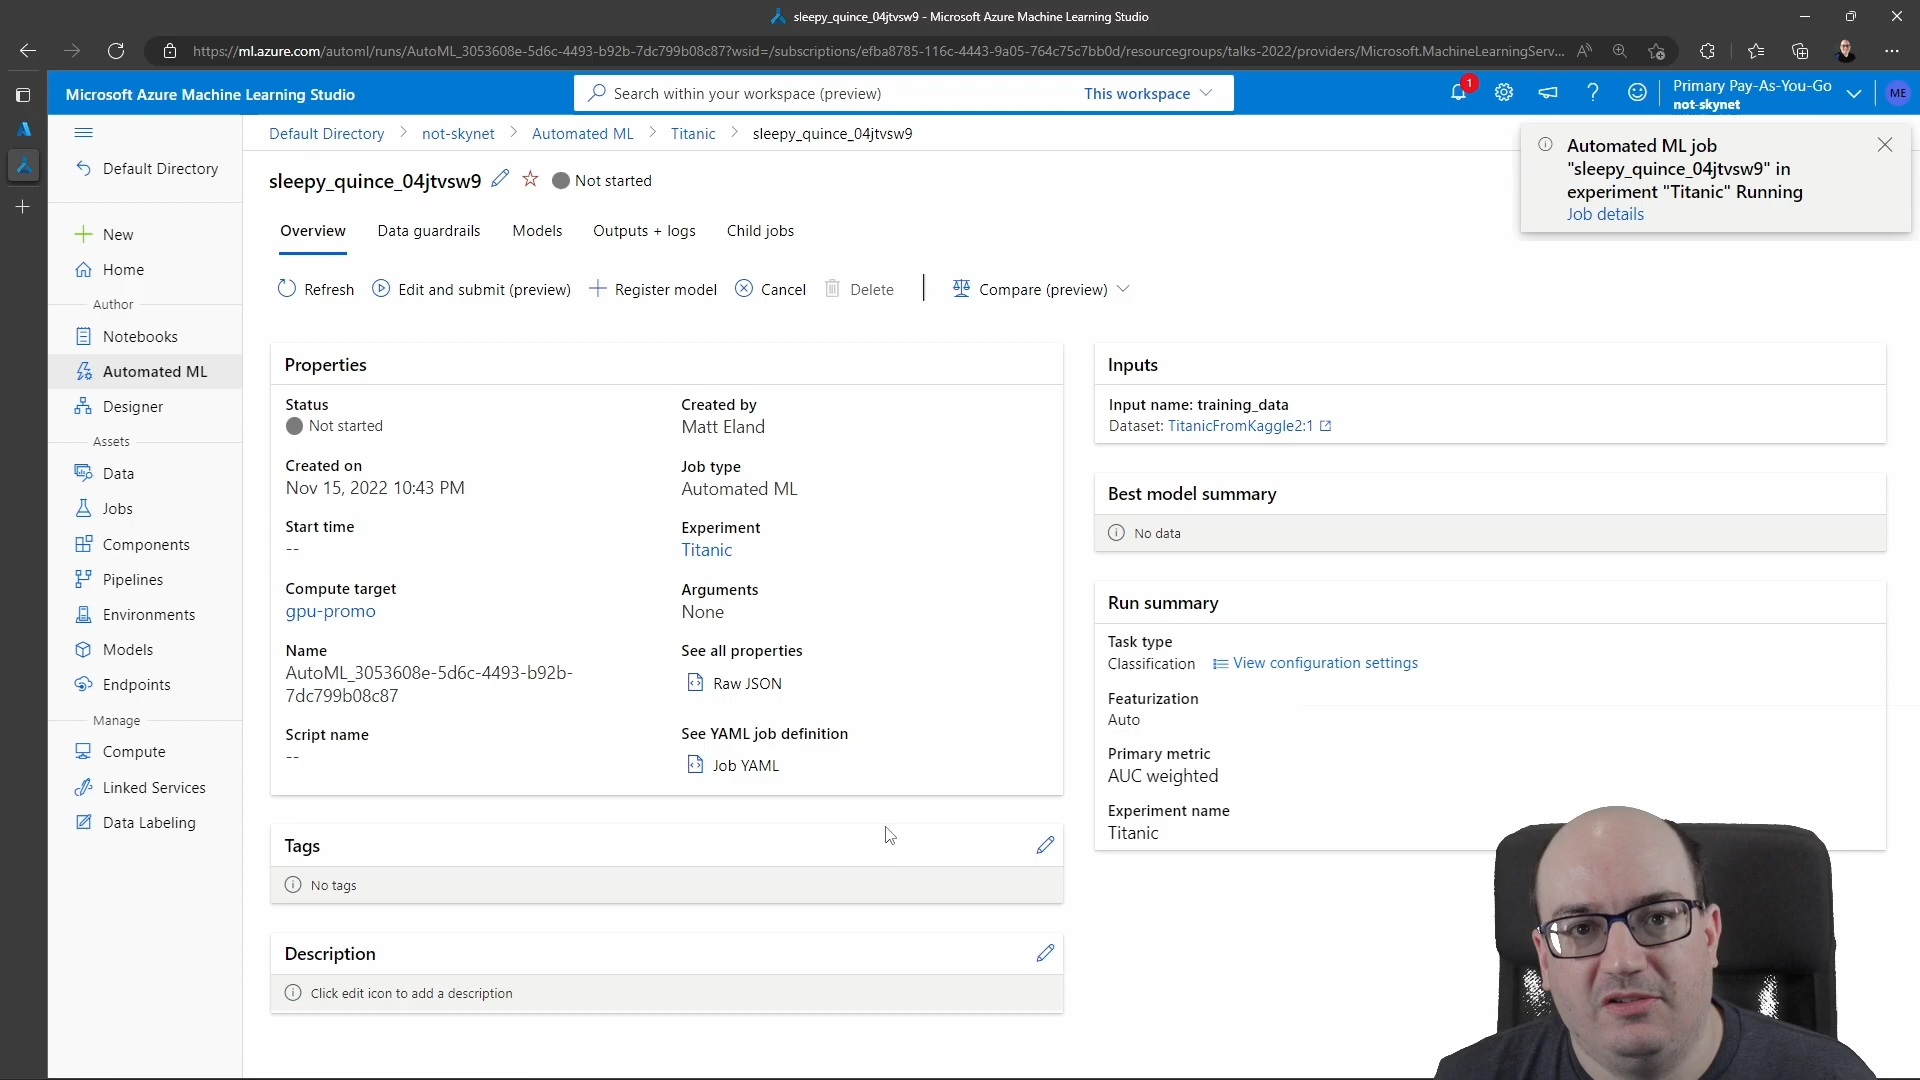 sleepy_quince_04jtvsw9 - Microsoft Azure Machine Learning Studio
https://ml.azure.com/automl/runs/AutoML_3053608e-5d6c-4493-b92b-7dc799b08c87?wsid=/subscriptions/efba8785-116c-4443-9a05-764c75c7bb0d/resourcegroups/talks-2022/providers/Microsoft.MachineLearningServ...
Microsoft Azure Machine Learning Studio
Search within your workspace (preview)
This workspace
1
Primary Pay-As-You-Go
not-skynet
ME
Default Directory
New
Home
Author
Notebooks
Automated ML
Designer
Assets
Data
Jobs
Components
Pipelines
Environments
Models
Endpoints
Manage
Compute
Linked Services
Data Labeling
Default Directory > not-skynet > Automated ML > Titanic > sleepy_quince_04jtvsw9
sleepy_quince_04jtvsw9 Not started
Automated ML job
"sleepy_quince_04jtvsw9" in
experiment "Titanic" Running
Job details
Overview Data guardrails Models Outputs + logs Child jobs
Refresh Edit and submit (preview) Register model Cancel Delete Compare (preview)
Properties
Status
Not started
Created on
Nov 15, 2022 10:43 PM
Start time
--
Compute target
gpu-promo
Name
AutoML_3053608e-5d6c-4493-b92b-
7dc799b08c87
Script name
--
Created by
Matt Eland
Job type
Automated ML
Experiment
Titanic
Arguments
None
See all properties
Raw JSON
See YAML job definition
Job YAML
Tags
No tags
Description
Click edit icon to add a description
Inputs
Input name: training_data
Dataset: TitanicFromKaggle2:1
Best model summary
No data
Run summary
Task type
Classification View configuration settings
Featurization
Auto
Primary metric
AUC weighted
Experiment name
Titanic